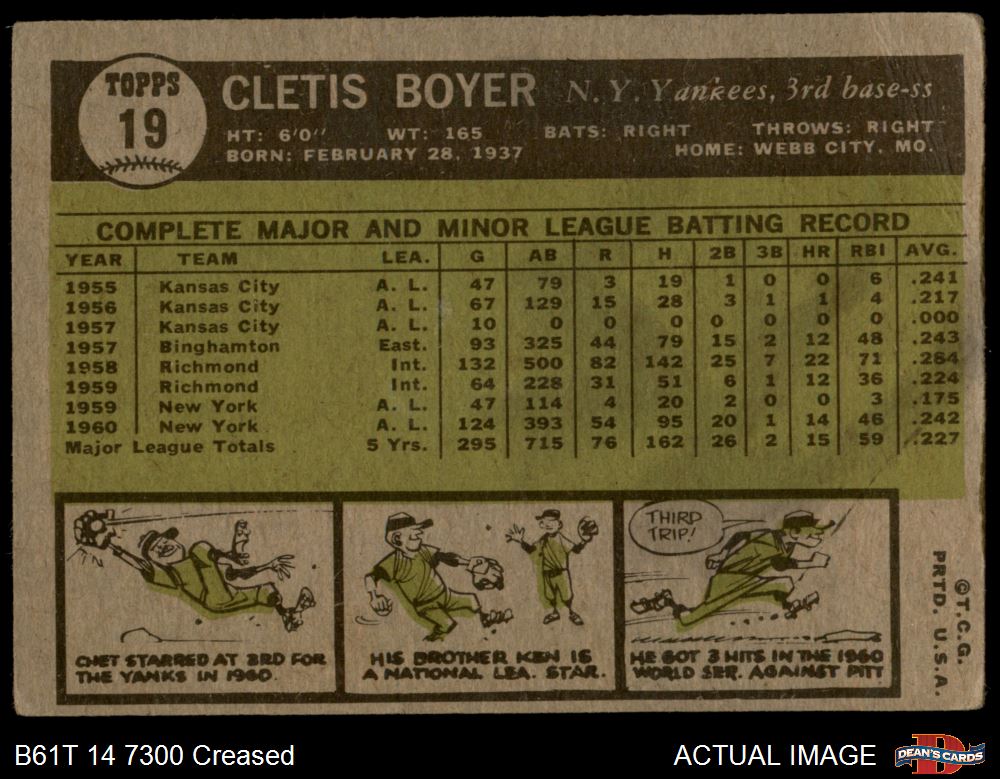 TOPPS
19
CLETIS BOYER N. Y. Yankees, 3rd base-ss
HT: 6'0" WT: 165 BATS: RIGHT THROWS: RIGHT
BORN: FEBRUARY 28, 1937 HOME: WEBB CITY, MO.
COMPLETE MAJOR AND MINOR LEAGUE BATTING RECORD
YEAR TEAM LEA. G AB R H 2B 3B HR RBI AVG.
1955 Kansas City A. L. 47 79 3 19 1 0 0 6 .241
1956 Kansas City A. L. 67 129 15 28 3 1 1 4 .217
1957 Kansas City A. L. 10 0 0 0 0 0 0 0 .000
1957 Binghamton East. 93 325 44 79 15 2 12 48 .243
1958 Richmond Int. 132 500 82 142 25 7 22 71 .284
1959 Richmond Int. 64 228 31 51 6 1 12 36 .224
1959 New York A. L. 47 114 4 20 2 0 0 3 .175
1960 New York A. L. 124 393 54 95 20 1 14 46 .242
Major League Totals 5 Yrs. 295 715 76 162 26 2 15 59 .227
CHET STARRED AT 3RD FOR
THE YANKS IN 1960.
HIS BROTHER KEN IS
A NATIONAL LEA. STAR.
THIRD
TRIP!
HE GOT 3 HITS IN THE 1960
WORLD SER. AGAINST PITT
©T.C.G.
PRTD. U.S.A.
B61T 14 7300 Creased
ACTUAL IMAGE
DEAN'S CARDS